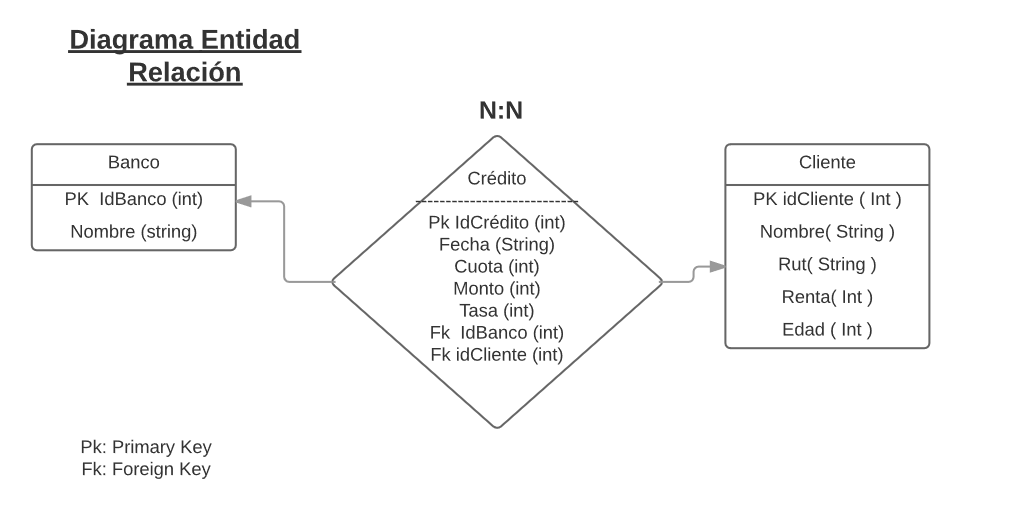 Diagrama Entidad
Relación
N:N
Banco
PK  IdBanco (int)
Nombre (string)
Crédito
Pk IdCrédito (int)
Fecha (String)
Cuota (int)
Monto (int)
Tasa (int)
Fk  IdBanco (int)
Fk idCliente (int)
Cliente
PK idCliente ( Int )
Nombre( String )
Rut( String )
Renta( Int )
Edad ( Int )
Pk: Primary Key
Fk: Foreign Key